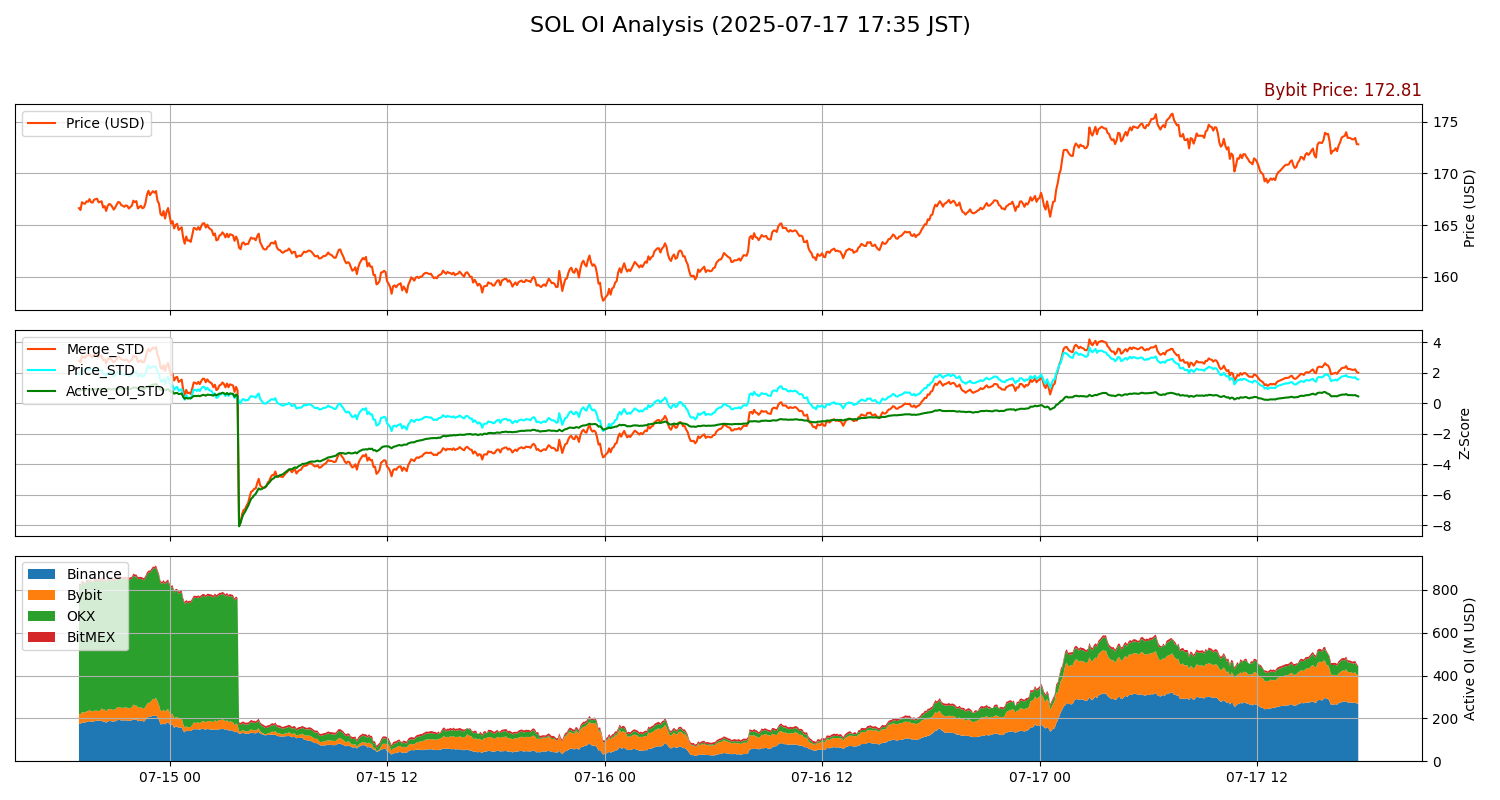 SOL OI Analysis (2025-07-17 17:35 JST)
Bybit Price: 172.81
Price (USD)
175
170
165
160
Price (USD)
Merge_STD
Price_STD
Active_OI_STD
4
2
0
−2
−4
−6
−8
Z-Score
Binance
Bybit
OKX
BitMEX
800
600
400
200
0
Active OI (M USD)
07-15 00
07-15 12
07-16 00
07-16 12
07-17 00
07-17 12